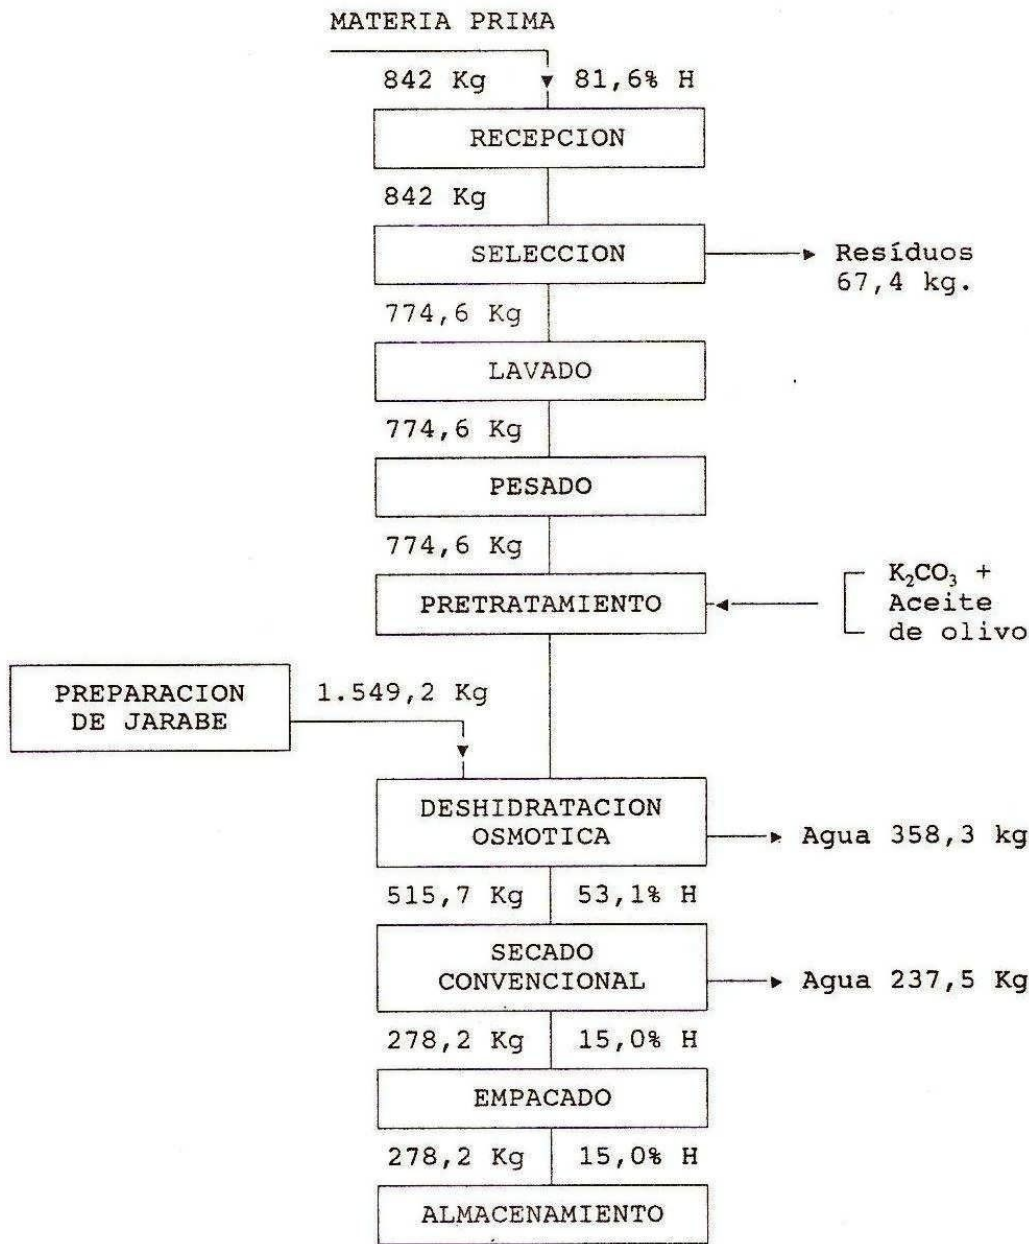 MATERIA PRIMA
842 Kg 81,6% H
RECEPCION
842 Kg
SELECCION
Resíduos
67,4 kg.
774,6 Kg
LAVADO
774,6 Kg
PESADO
774,6 Kg
PRETRATAMIENTO
K₂CO₃ +
Aceite
de olivo
PREPARACION
DE JARABE
1.549,2 Kg
DESHIDRATACION
OSMOTICA
Agua 358,3 kg
515,7 Kg 53,1% H
SECADO
CONVENCIONAL
Agua 237,5 Kg
278,2 Kg 15,0% H
EMPACADO
278,2 Kg 15,0% H
ALMACENAMIENTO